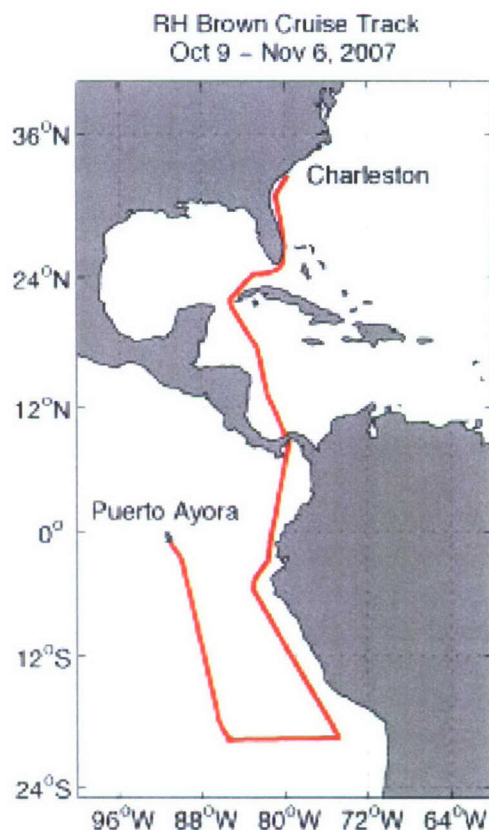 RH Brown Cruise Track
Oct 9 – Nov 6, 2007
36°N
Charleston
24°N
12°N
Puerto Ayora
0°
12°S
24°S
96°W 88°W 80°W 72°W 64°W